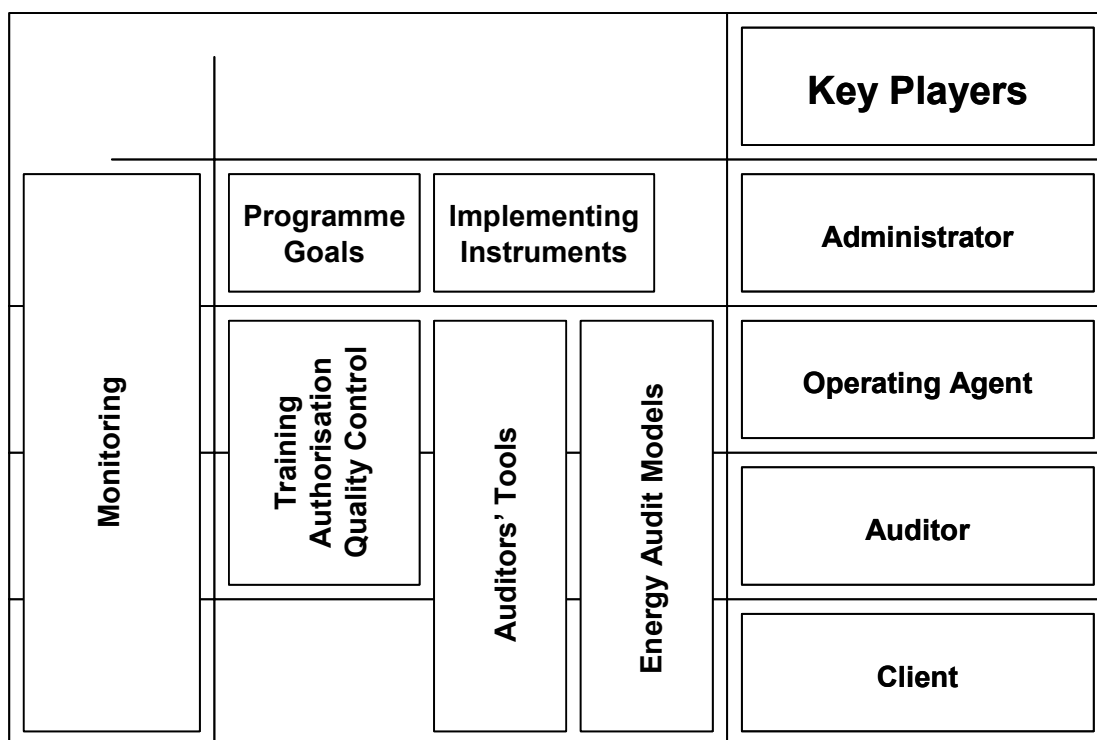 Key Players
Programme
Goals
Implementing
Instruments
Administrator
Monitoring
Training
Authorisation
Quality Control
Auditors’ Tools
Energy Audit Models
Operating Agent
Auditor
Client